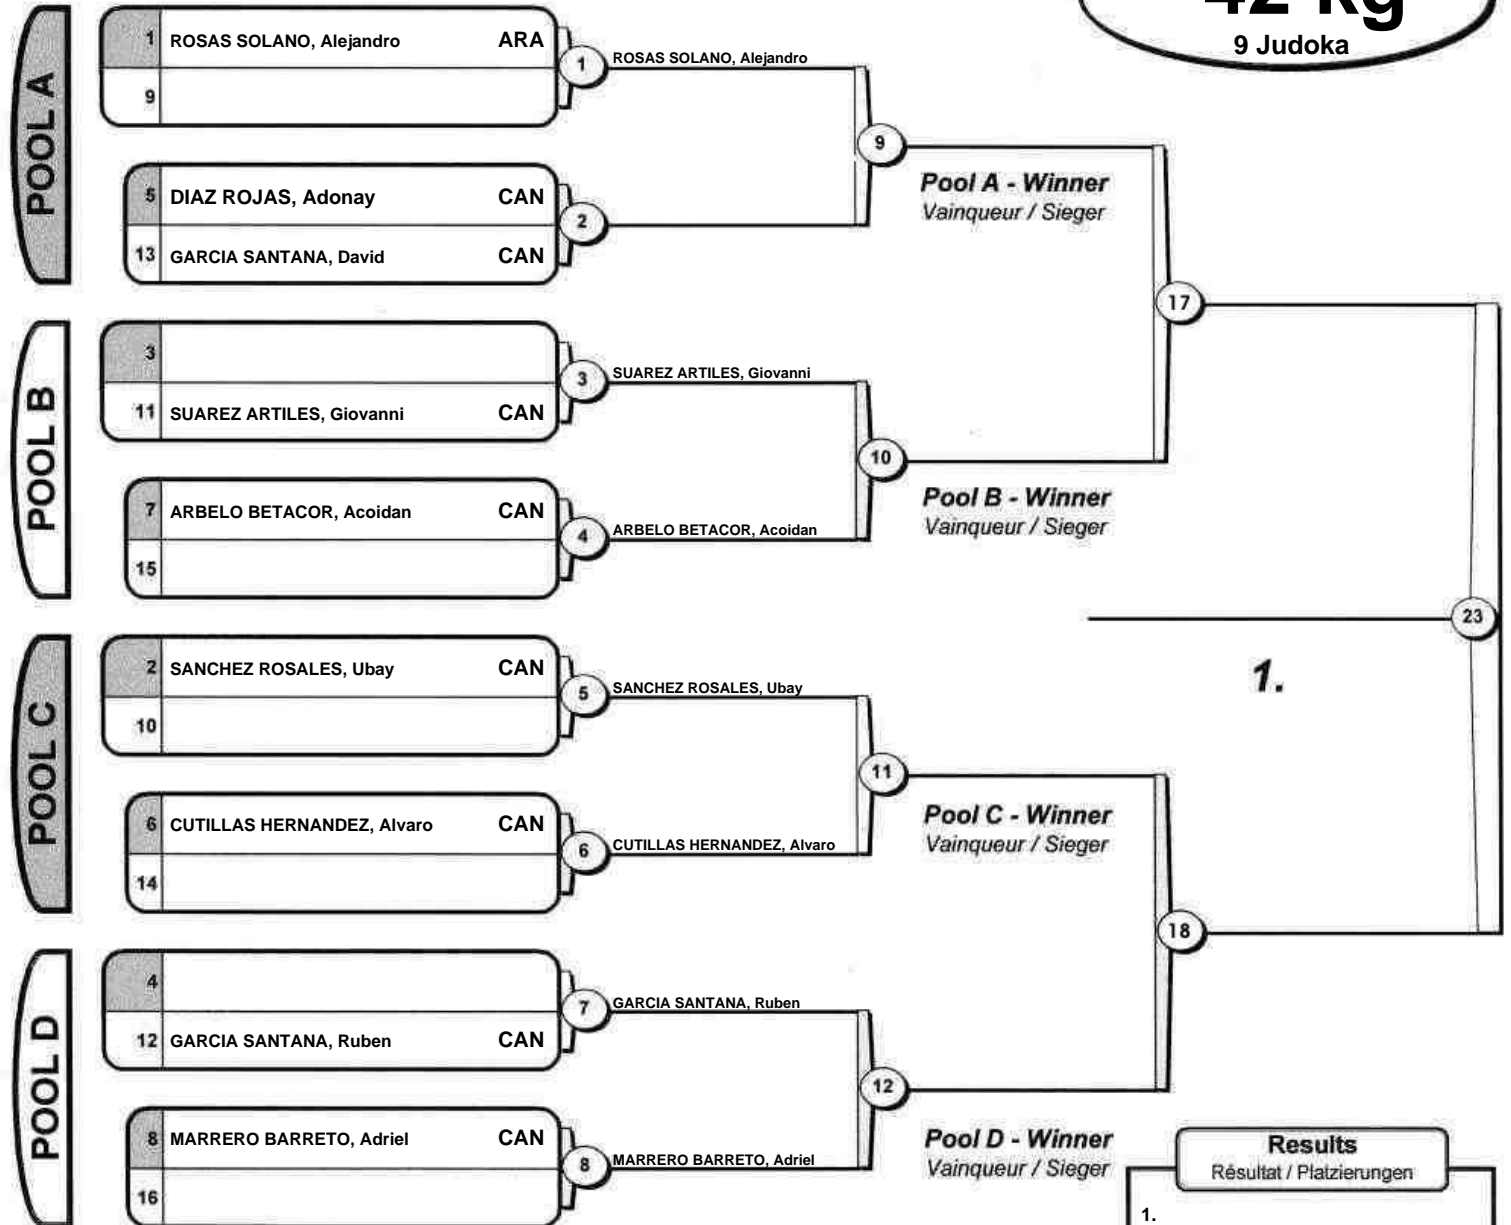 42 kg
9 Judoka
POOL A
1 ROSAS SOLANO, Alejandro ARA
9
1
ROSAS SOLANO, Alejandro
5 DIAZ ROJAS, Adonay CAN
13 GARCIA SANTANA, David CAN
2
9
Pool A - Winner
Vainqueur / Sieger
POOL B
3
11 SUAREZ ARTILES, Giovanni CAN
3
SUAREZ ARTILES, Giovanni
7 ARBELO BETACOR, Acoidan CAN
15
4
ARBELO BETACOR, Acoidan
10
Pool B - Winner
Vainqueur / Sieger
17
POOL C
2 SANCHEZ ROSALES, Ubay CAN
10
5
SANCHEZ ROSALES, Ubay
6 CUTILLAS HERNANDEZ, Alvaro CAN
14
6
CUTILLAS HERNANDEZ, Alvaro
11
Pool C - Winner
Vainqueur / Sieger
23
1.
POOL D
4
12 GARCIA SANTANA, Ruben CAN
7
GARCIA SANTANA, Ruben
8 MARRERO BARRETO, Adriel CAN
16
8
MARRERO BARRETO, Adriel
12
Pool D - Winner
Vainqueur / Sieger
18
Results
Résultat / Platzierungen
1.